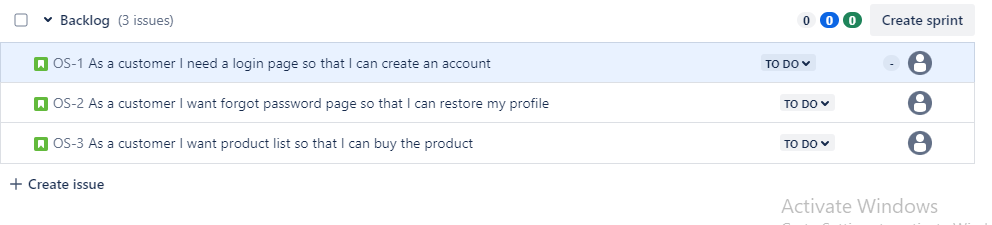 Backlog (3 issues) 0 0 0 Create sprint
OS-1 As a customer I need a login page so that I can create an account TO DO -
OS-2 As a customer I want forgot password page so that I can restore my profile TO DO
OS-3 As a customer I want product list so that I can buy the product TO DO
+ Create issue
Activate Windows